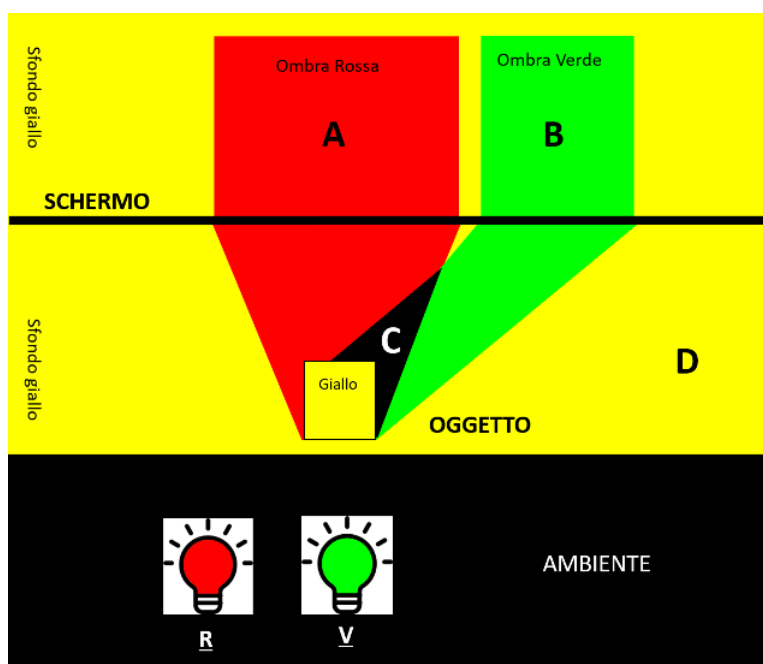 Sfondo giallo
Ombra Rossa
Ombra Verde
A
B
SCHERMO
Sfondo giallo
C
D
Giallo
OGGETTO
AMBIENTE
R
V